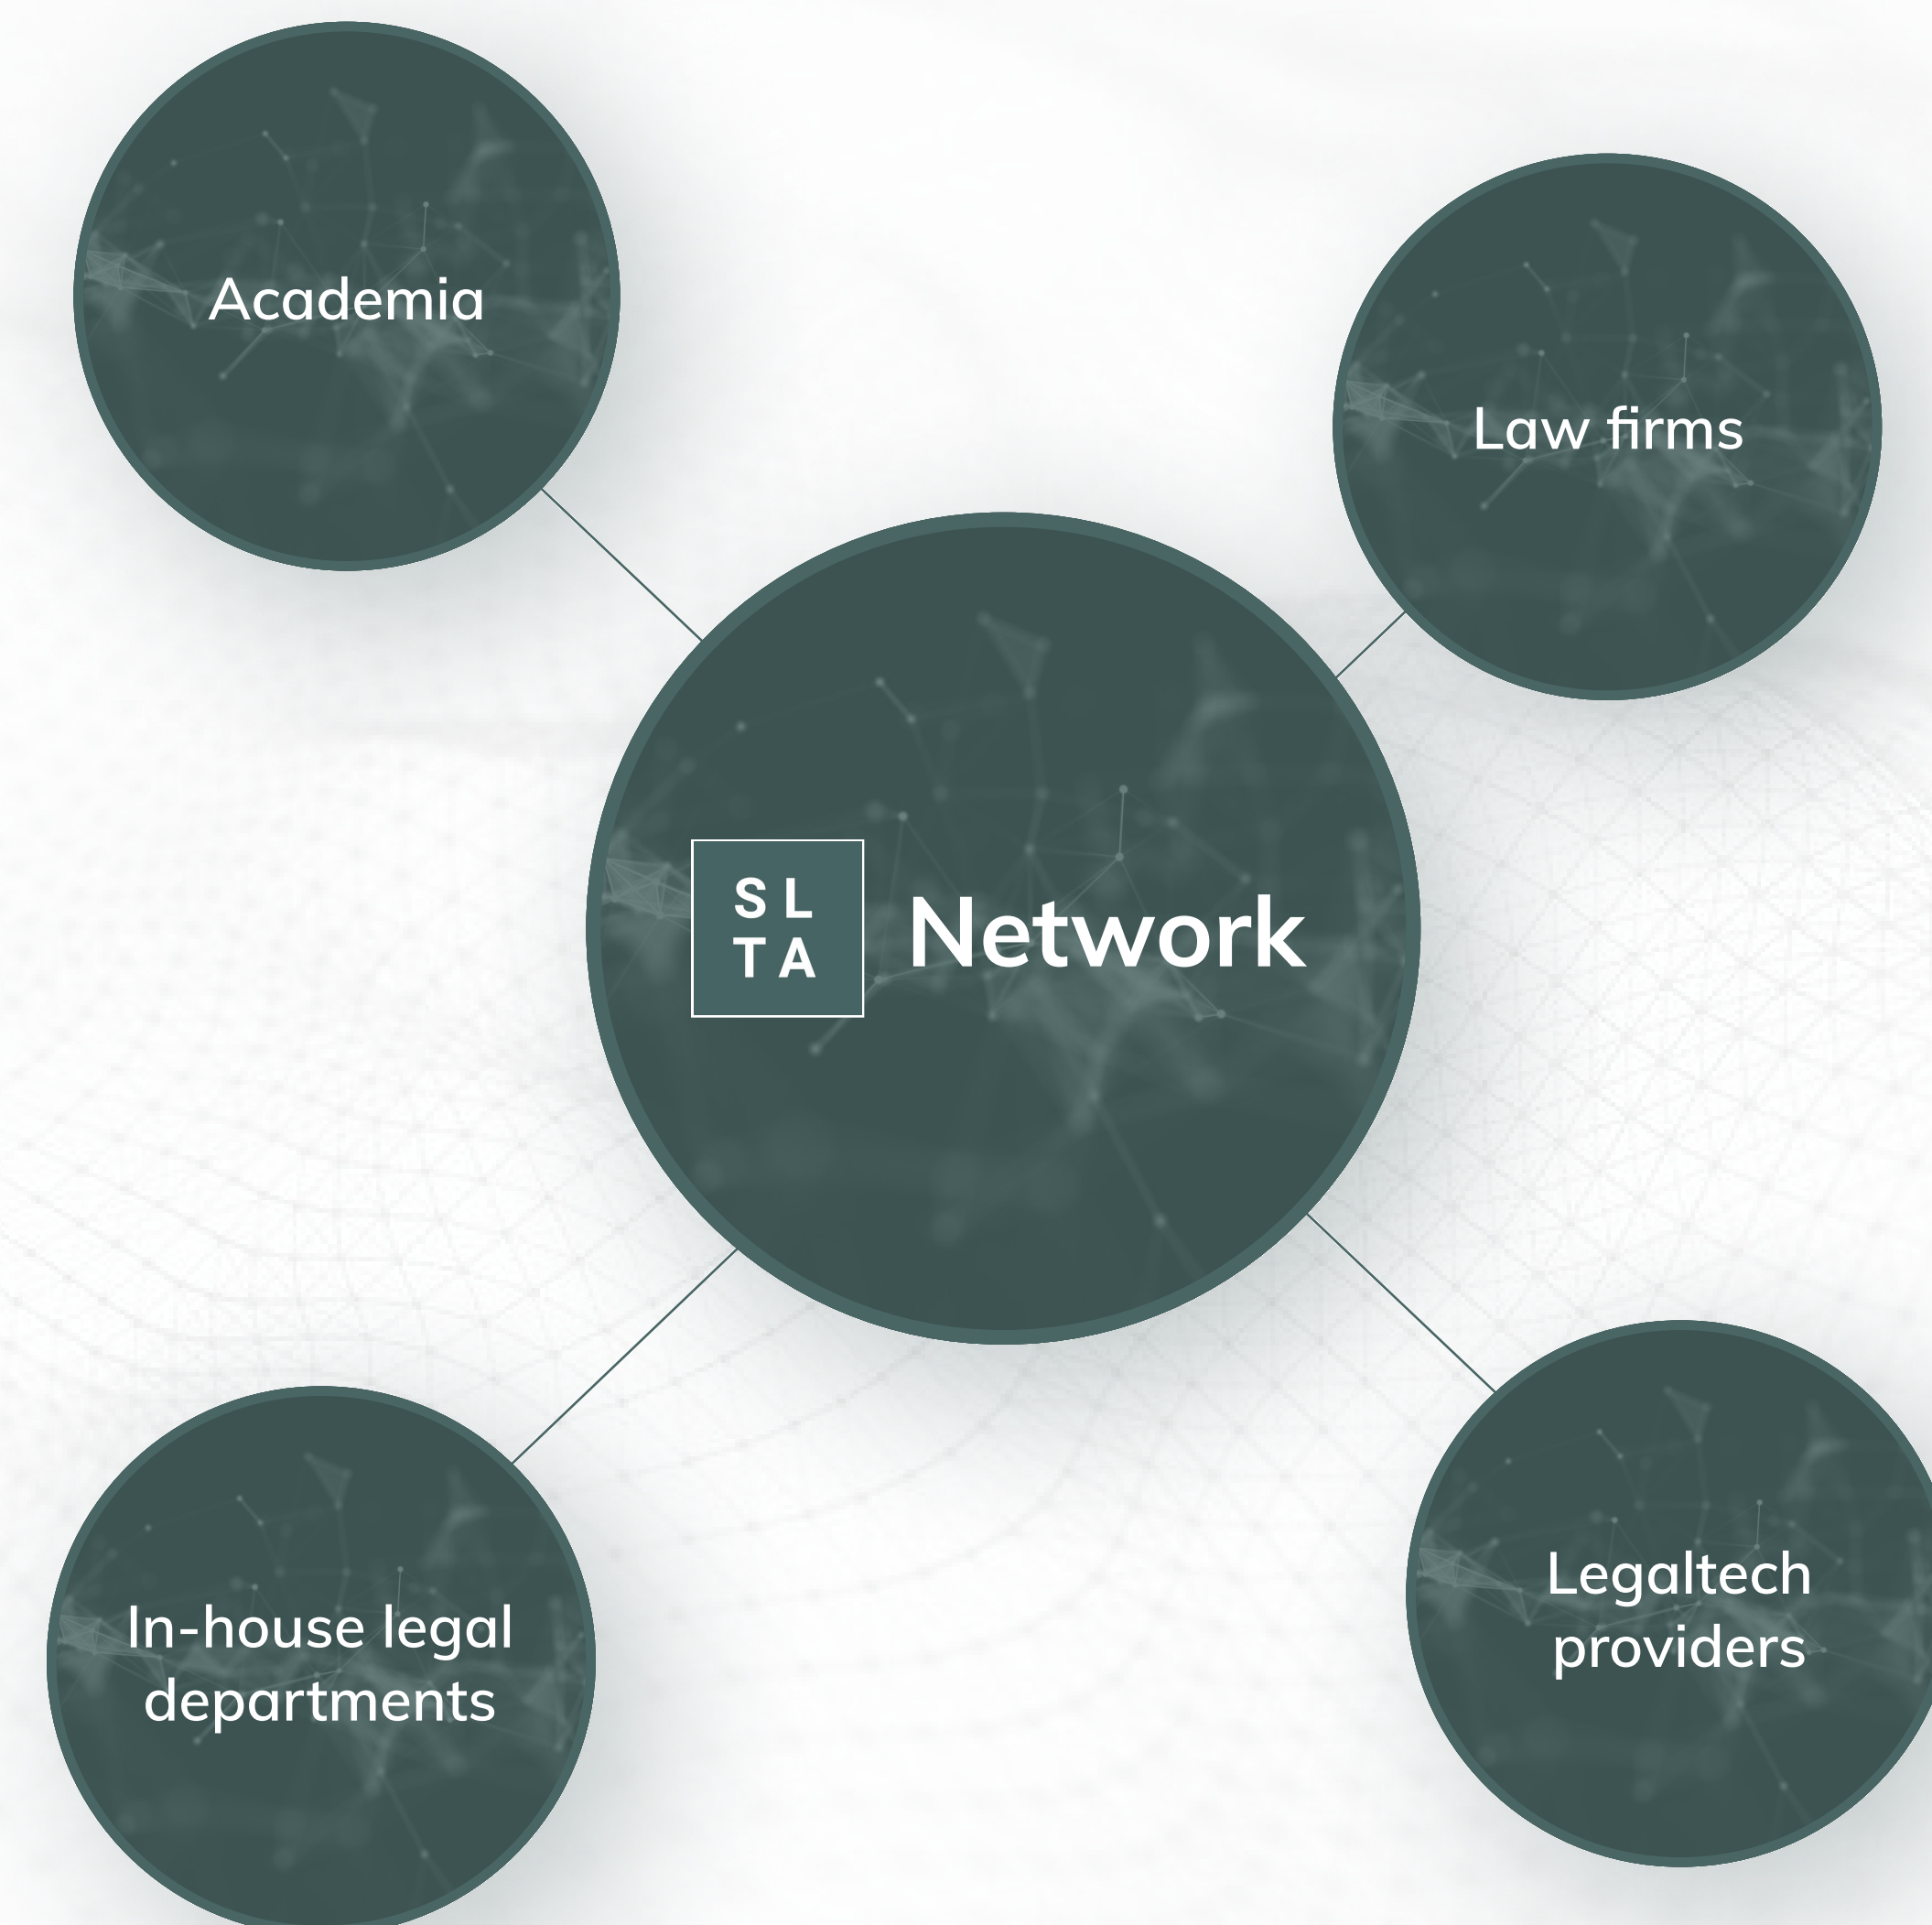 Academia
Law firms
S L
T A
Network
In-house legal
departments
Legaltech
providers